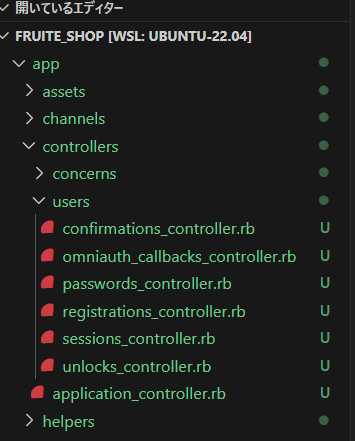 開いているエディター
FRUITE_SHOP [WSL: UBUNTU-22.04]
app
assets
channels
controllers
concerns
users
confirmations_controller.rb U
omniauth_callbacks_controller.rb U
passwords_controller.rb U
registrations_controller.rb U
sessions_controller.rb U
unlocks_controller.rb U
application_controller.rb U
helpers